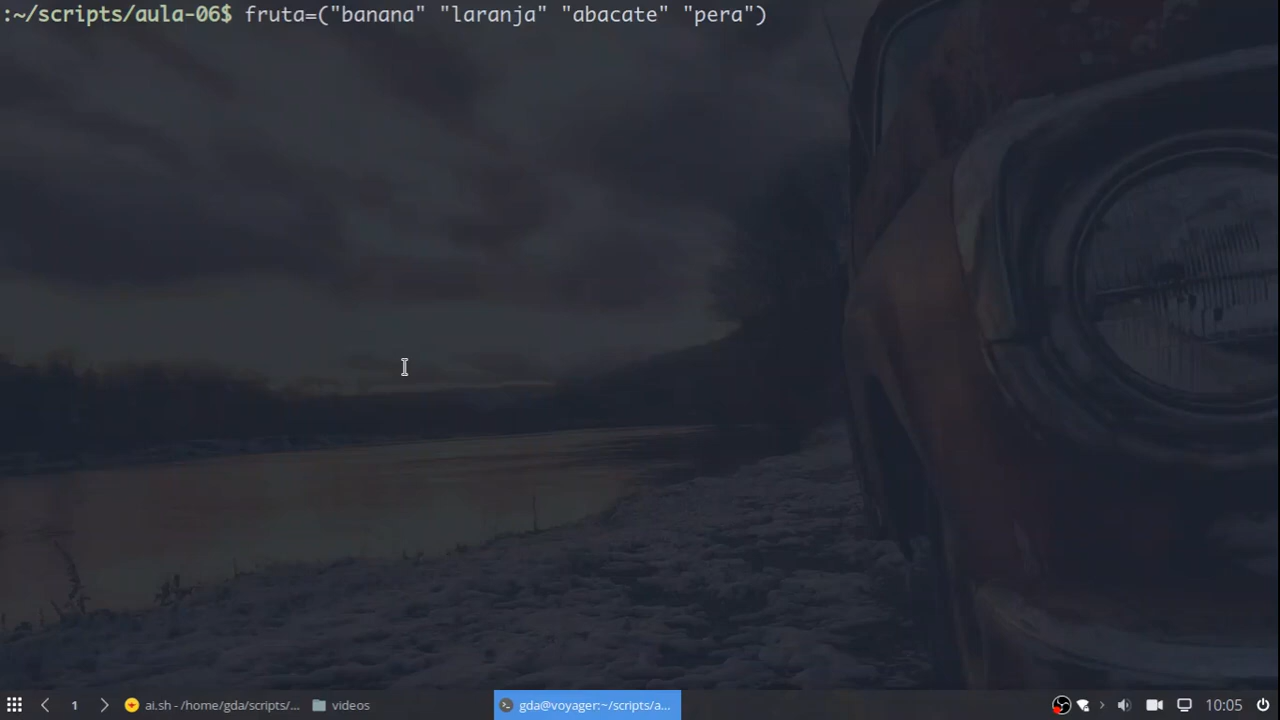 :~/scripts/aula-06$ fruta=("banana" "laranja" "abacate" "pera")
1
ai.sh - /home/gda/scripts/...
videos
gda@voyager:~/scripts/a...
10:05